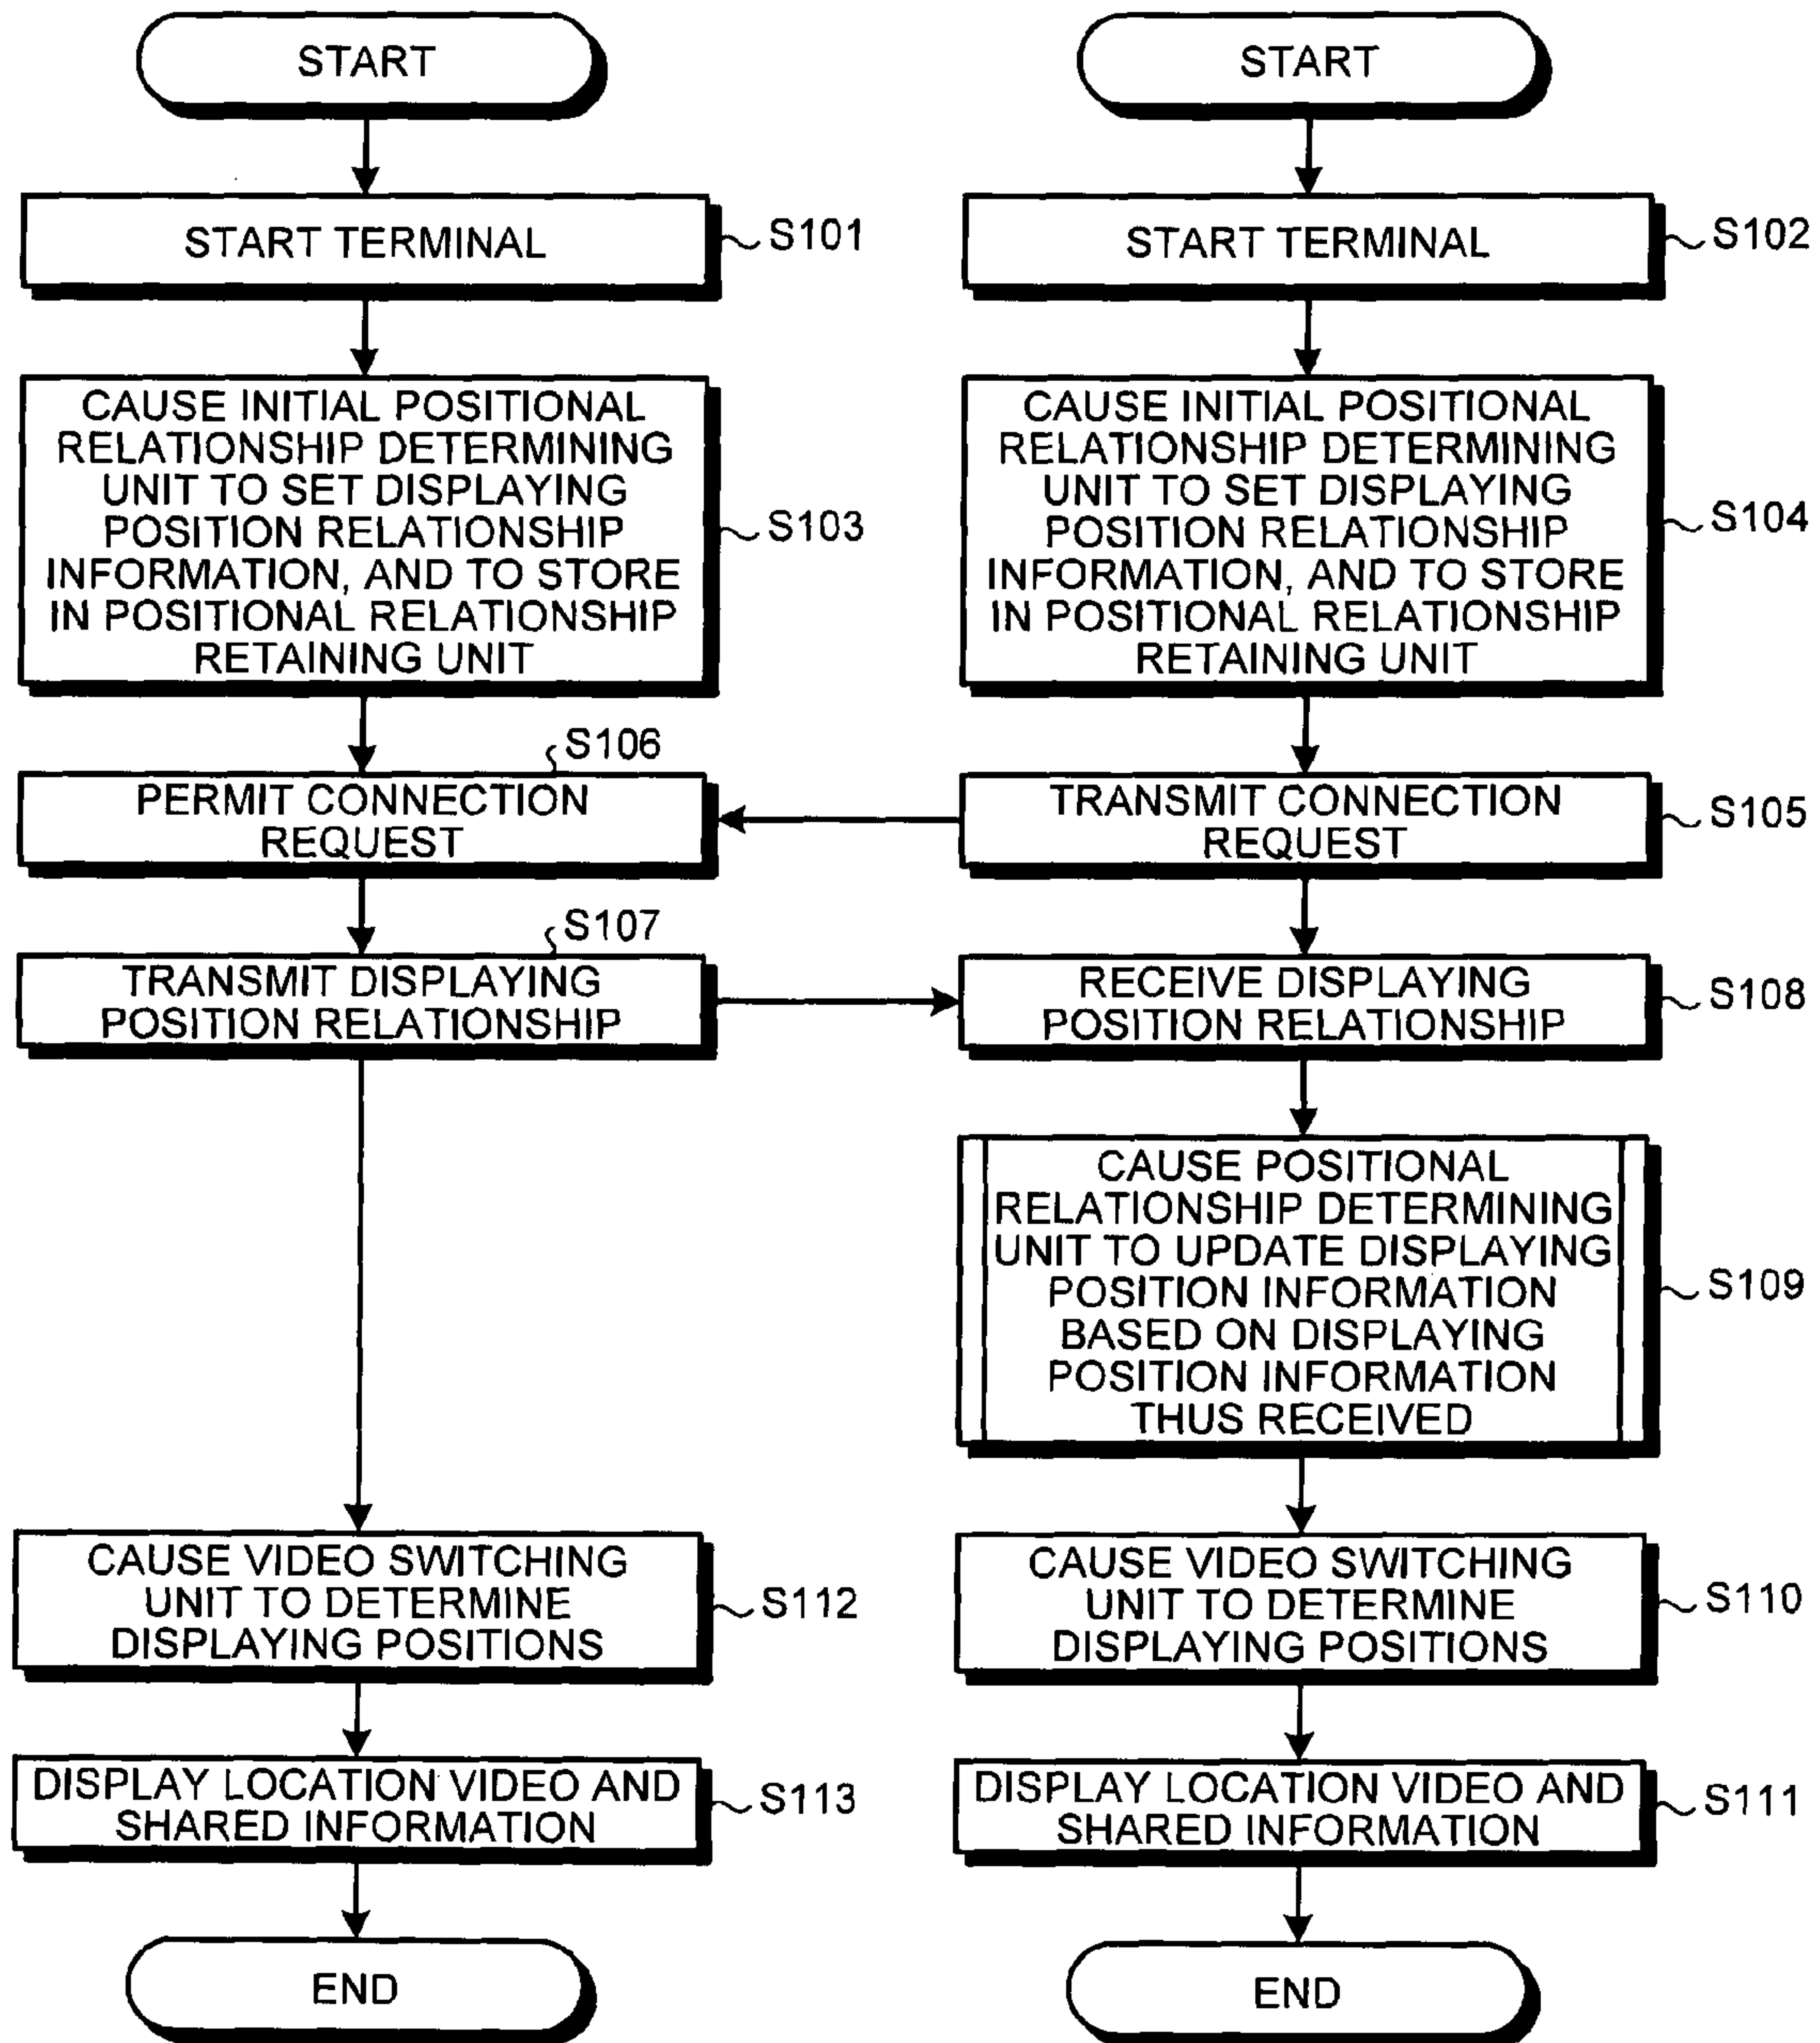 START
START
START TERMINAL
S101
START TERMINAL
S102
CAUSE INITIAL POSITIONAL
RELATIONSHIP DETERMINING
UNIT TO SET DISPLAYING
POSITION RELATIONSHIP
INFORMATION, AND TO STORE
IN POSITIONAL RELATIONSHIP
RETAINING UNIT
S103
CAUSE INITIAL POSITIONAL
RELATIONSHIP DETERMINING
UNIT TO SET DISPLAYING
POSITION RELATIONSHIP
INFORMATION, AND TO STORE
IN POSITIONAL RELATIONSHIP
RETAINING UNIT
S104
S106
PERMIT CONNECTION
REQUEST
TRANSMIT CONNECTION
REQUEST
S105
S107
TRANSMIT DISPLAYING
POSITION RELATIONSHIP
RECEIVE DISPLAYING
POSITION RELATIONSHIP
S108
CAUSE POSITIONAL
RELATIONSHIP DETERMINING
UNIT TO UPDATE DISPLAYING
POSITION INFORMATION
BASED ON DISPLAYING
POSITION INFORMATION
THUS RECEIVED
S109
CAUSE VIDEO SWITCHING
UNIT TO DETERMINE
DISPLAYING POSITIONS
S112
CAUSE VIDEO SWITCHING
UNIT TO DETERMINE
DISPLAYING POSITIONS
S110
DISPLAY LOCATION VIDEO AND
SHARED INFORMATION
S113
DISPLAY LOCATION VIDEO AND
SHARED INFORMATION
S111
END
END